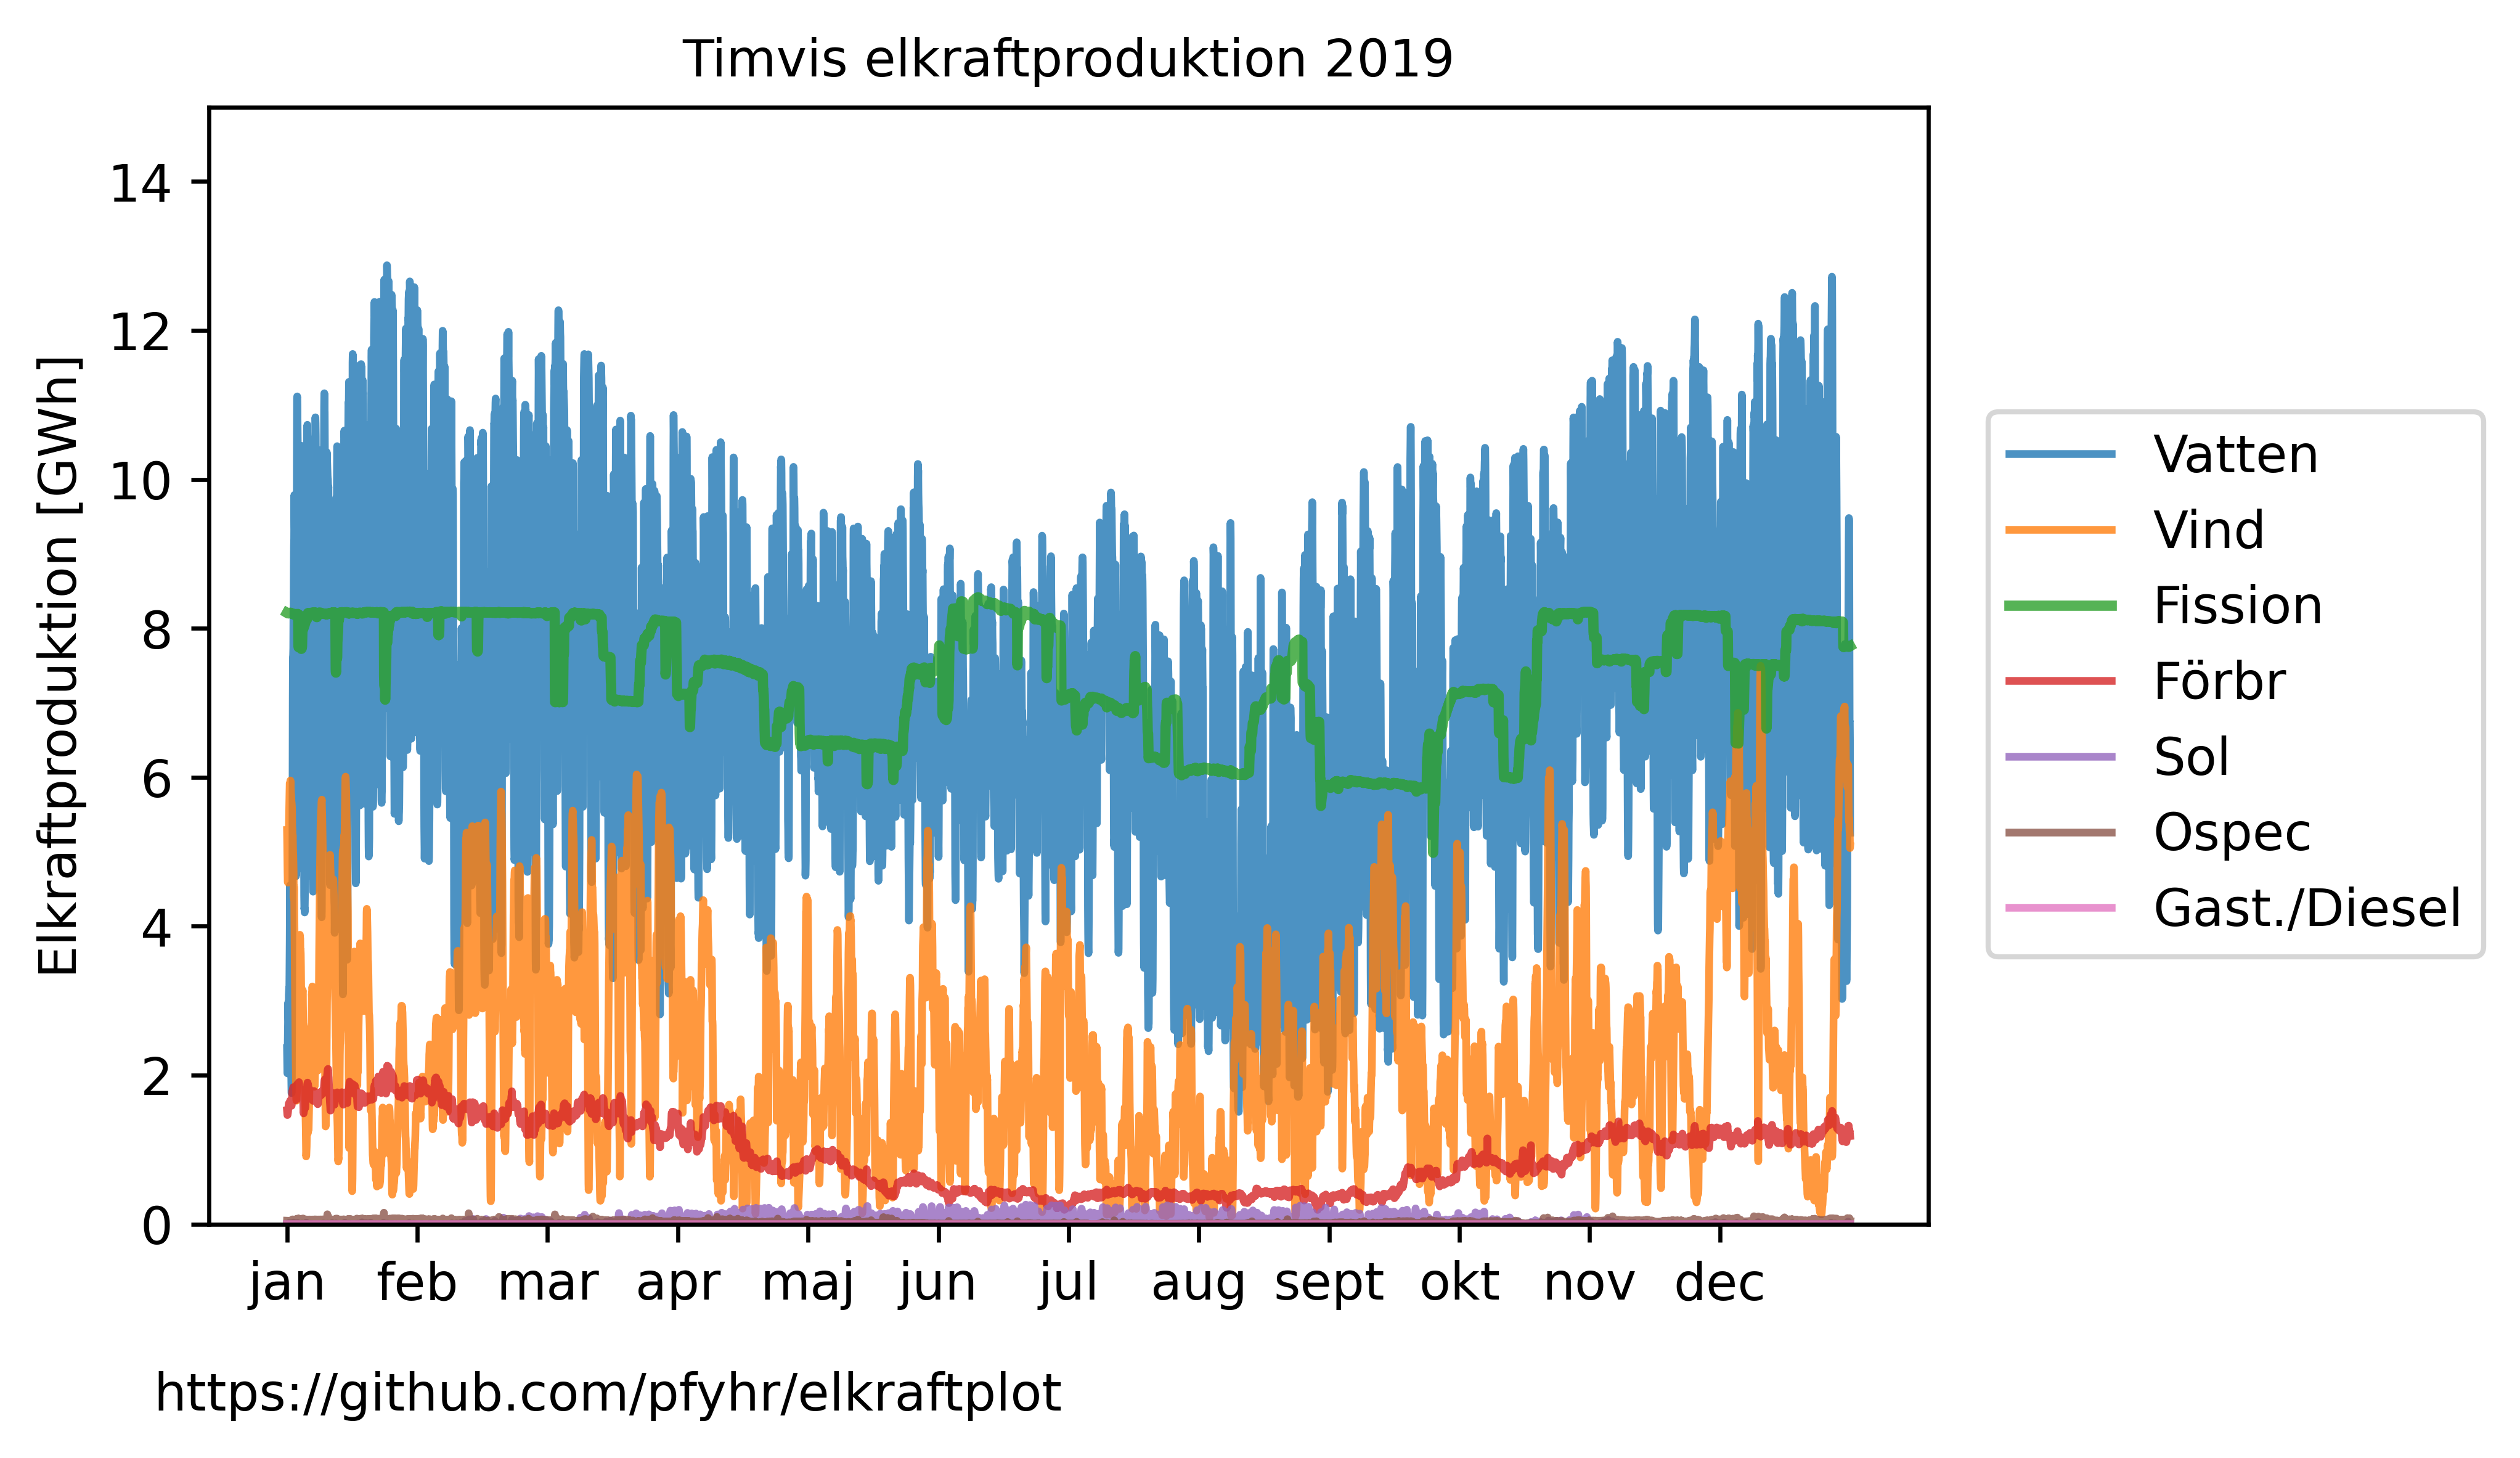 Timvis elkraftproduktion 2019
Elkraftproduktion [GWh]
14
12
10
8
6
4
2
0
jan feb mar apr maj jun jul aug sept okt nov dec
Vatten
Vind
Fission
Förbr
Sol
Ospec
Gast./Diesel
https://github.com/pfyhr/elkraftplot